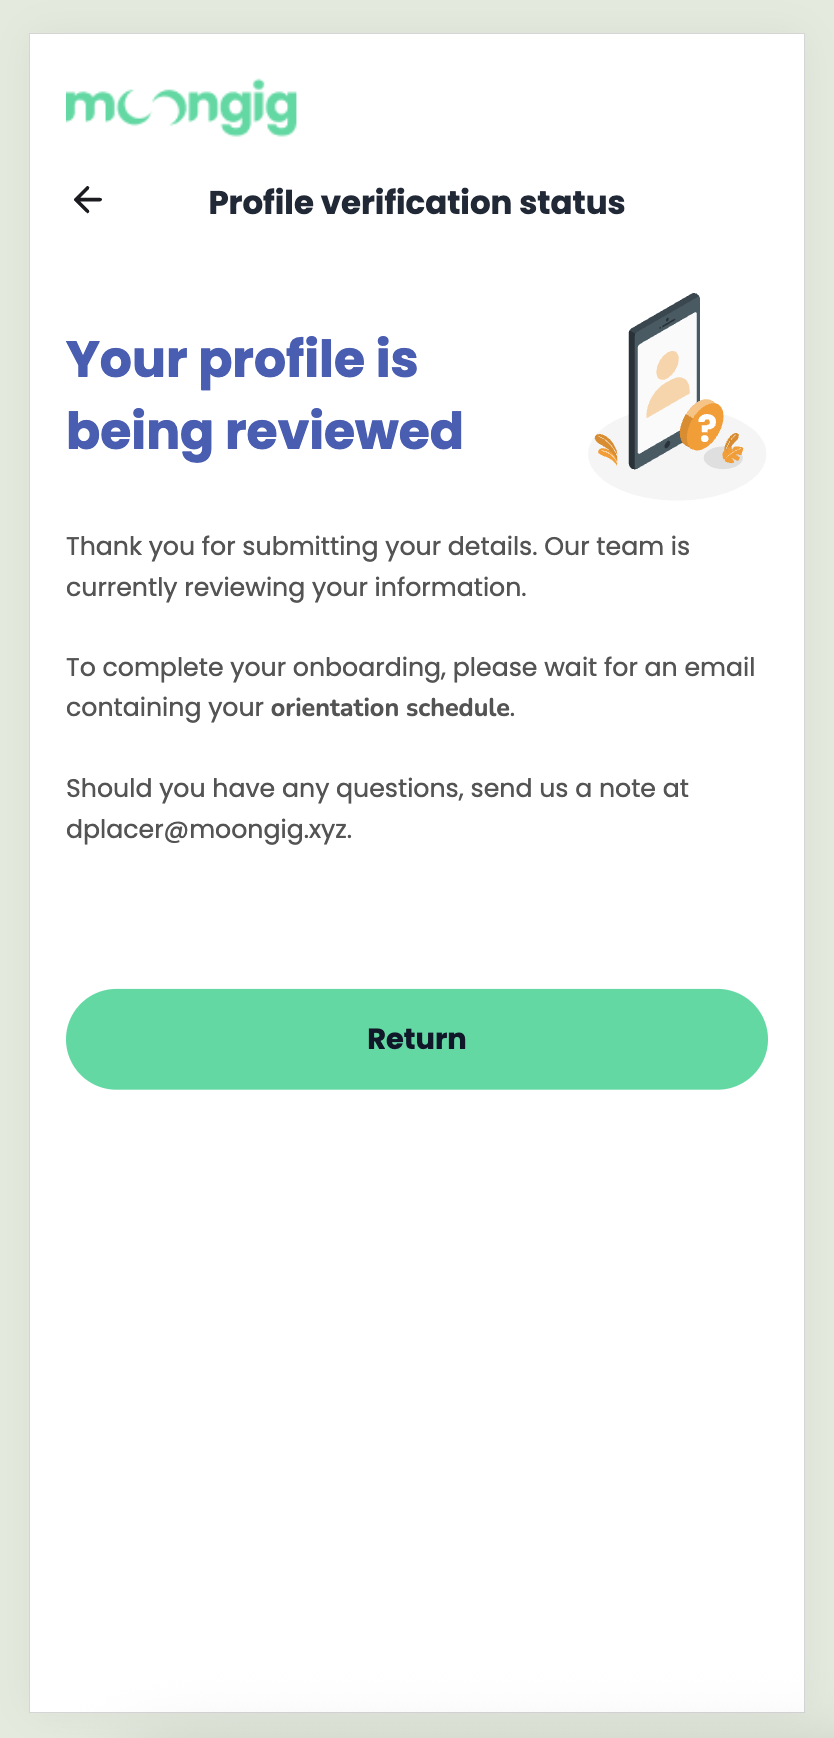 moongig
Profile verification status
Your profile is
being reviewed
?
Thank you for submitting your details. Our team is
currently reviewing your information.
To complete your onboarding, please wait for an email
containing your orientation schedule.
Should you have any questions, send us a note at
dplacer@moongig.xyz.
Return